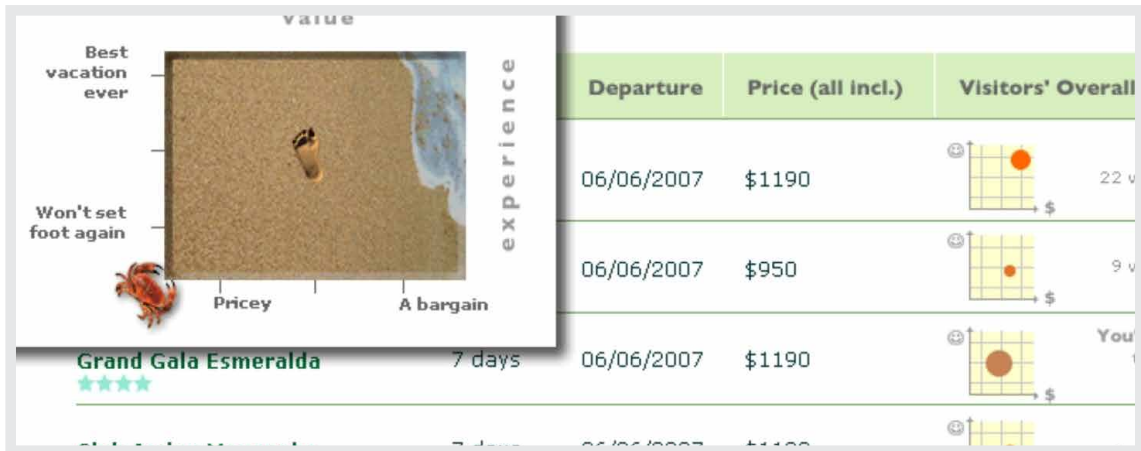 value
Best
vacation
ever
experience
Won't set
foot again
Pricey
A bargain
Departure Price (all incl.) Visitors' Overall
06/06/2007 $1190 22
$
06/06/2007 $950 9
$
Grand Gala Esmeralda 7 days 06/06/2007 $1190
$